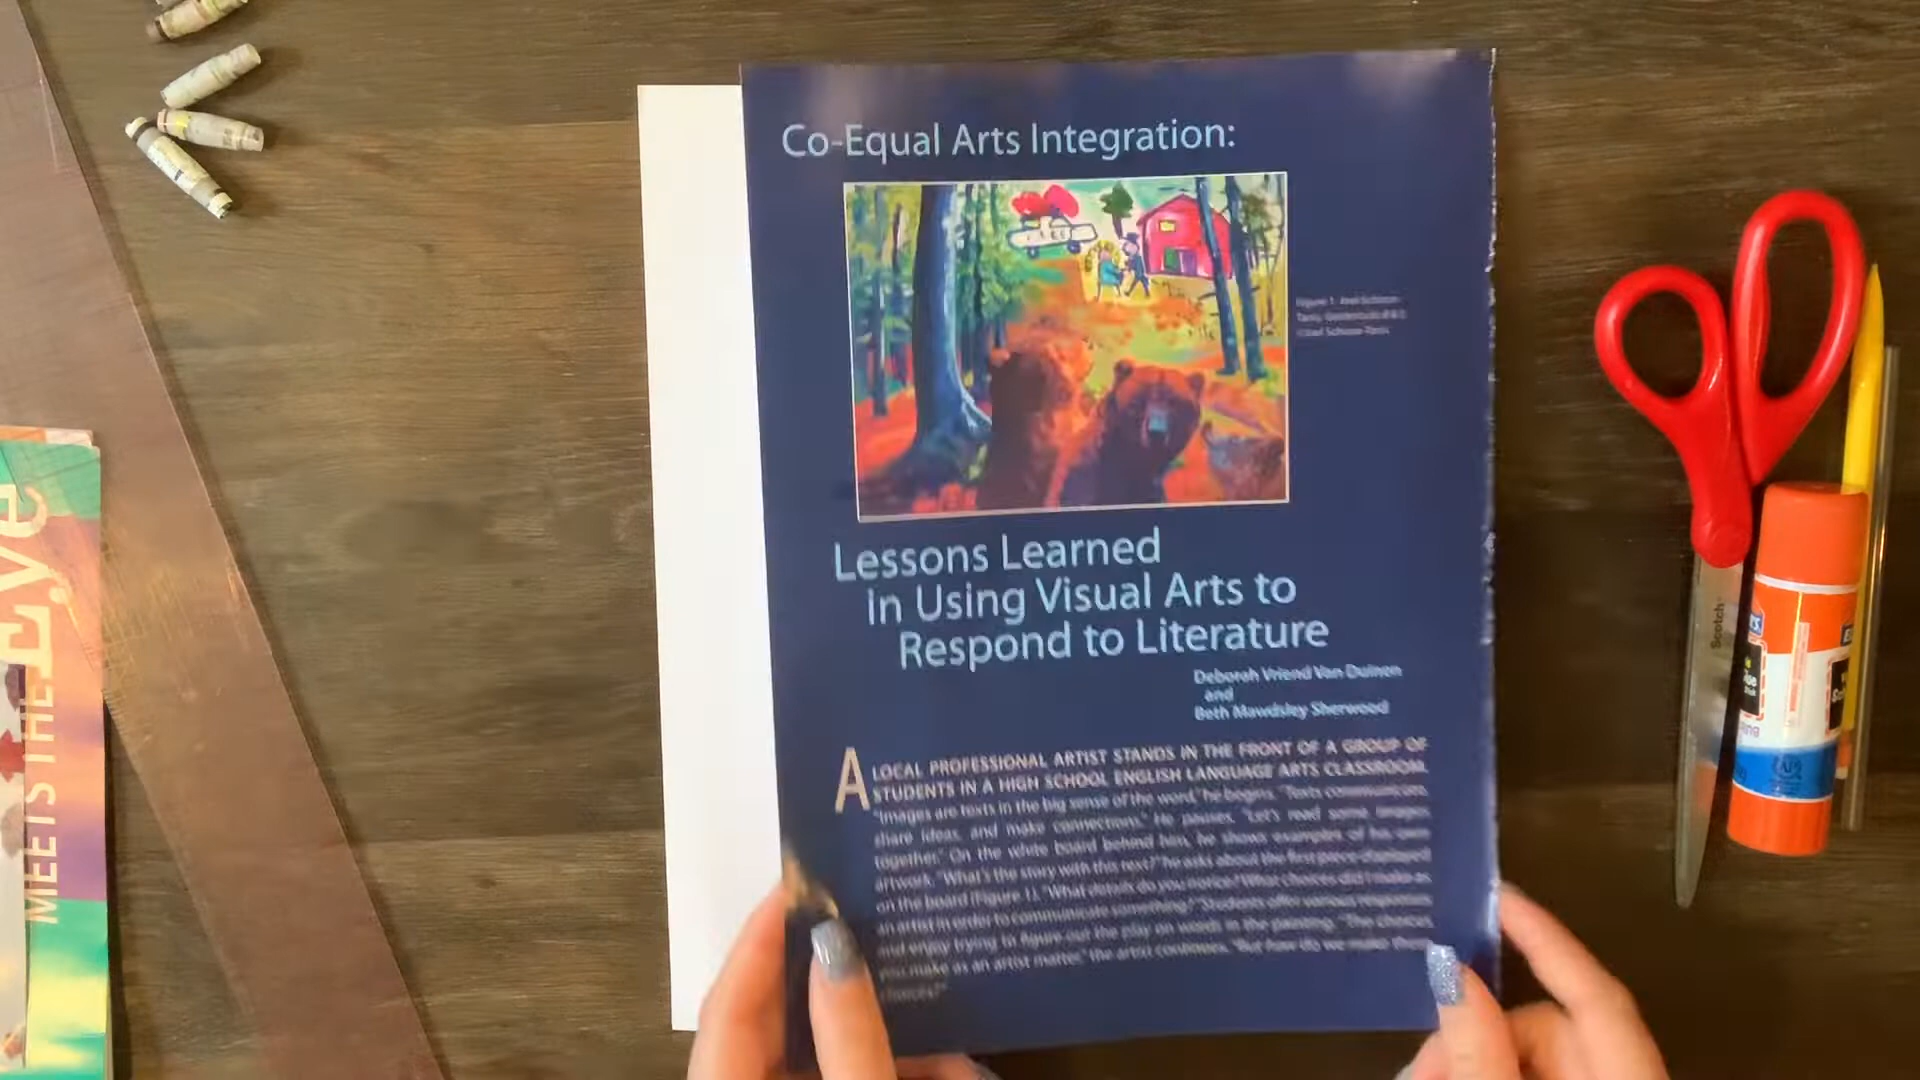 Co-Equal Arts Integration:
Lessons Learned
in Using Visual Arts to
Respond to Literature
Deborah Vriend Van Duinen
and
Beth Mawdsley Sherwood
A LOCAL PROFESSIONAL ARTIST STANDS IN THE FRONT OF A GROUP OF
STUDENTS IN A HIGH SCHOOL ENGLISH LANGUAGE ARTS CLASSROOM.
"Images are texts in the big sense of the word," he begins. "Texts communicate,
share ideas, and make connections." He pauses. "Let's read some images
together." On the white board behind him, he shows examples of his own
artwork. "What's the story with this text?" he asks about the first piece displayed
on the board (Figure 1). "What details do you notice? What choices did I make as
an artist in order to communicate something?" Students offer various responses
and enjoy trying to figure out the play on words in the painting. "The choices
you make as an artist matter," the artist continues. "But how do we make these
choices?"
MEETS THE Eye
Scotch